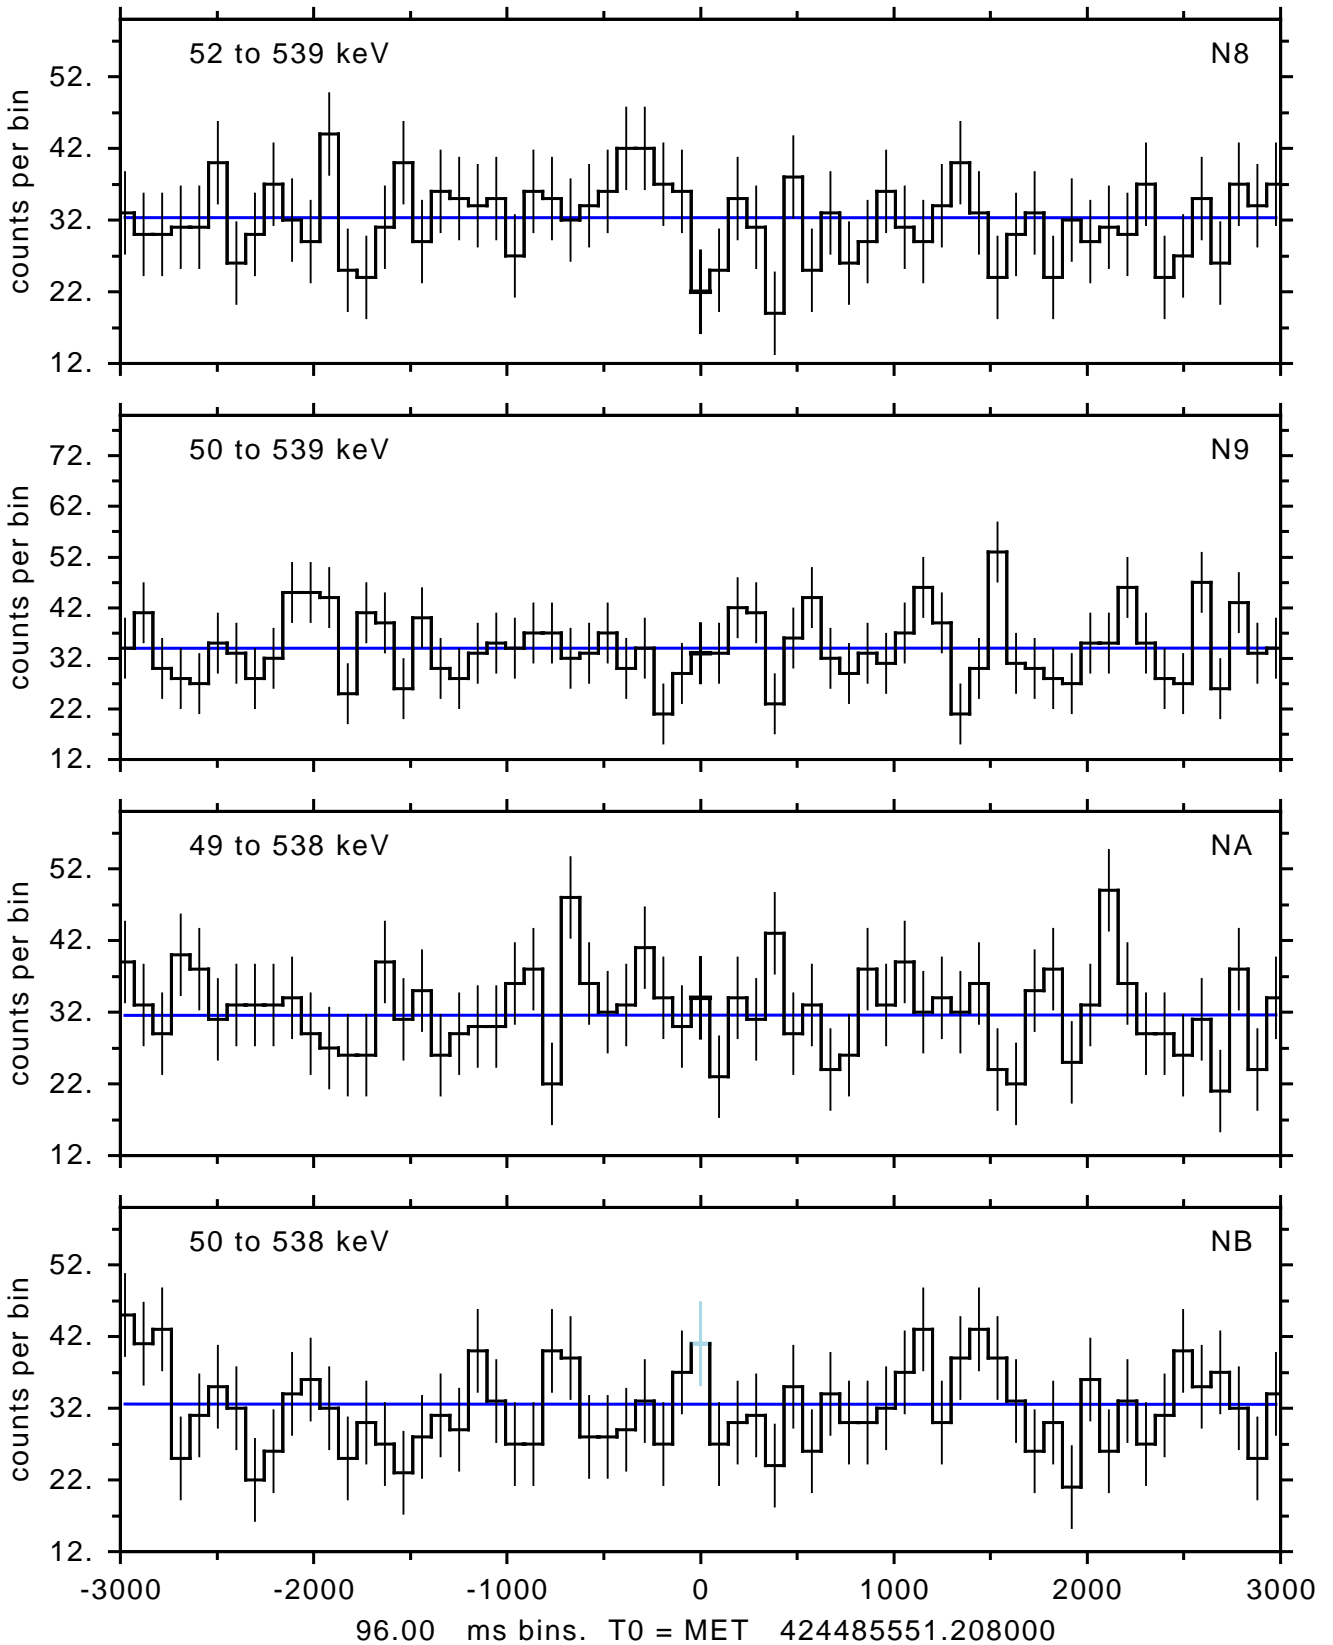 52 to 539 keV N8
52.
42.
32.
22.
12.
counts per bin
50 to 539 keV N9
72.
62.
52.
42.
32.
22.
12.
counts per bin
49 to 538 keV NA
52.
42.
32.
22.
12.
counts per bin
50 to 538 keV NB
52.
42.
32.
22.
12.
counts per bin
-3000 -2000 -1000 0 1000 2000 3000
96.00 ms bins. T0 = MET 424485551.208000